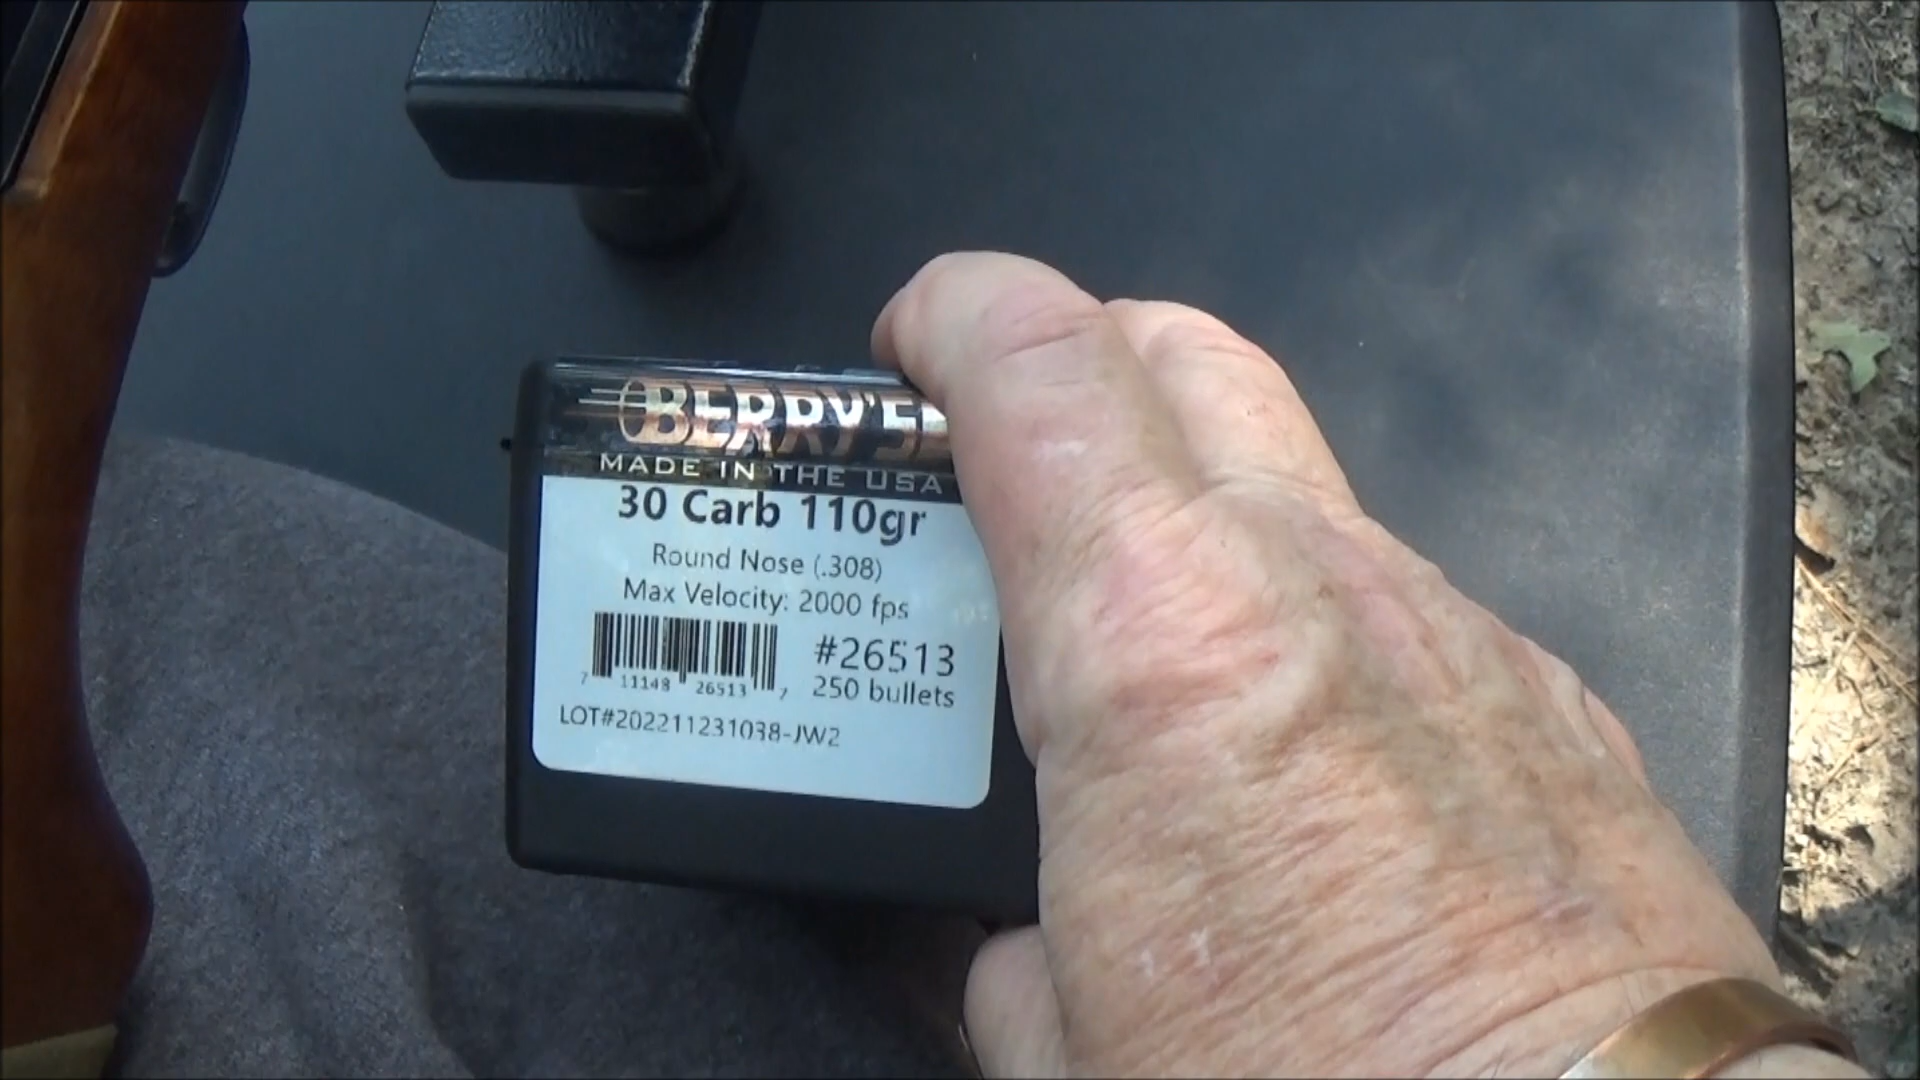 BERRY'S
MADE IN THE USA
30 Carb 110gr
Round Nose (.308)
Max Velocity: 2000 fps
#26513
250 bullets
7 11148 26513 7
LOT#202211231038-JW2